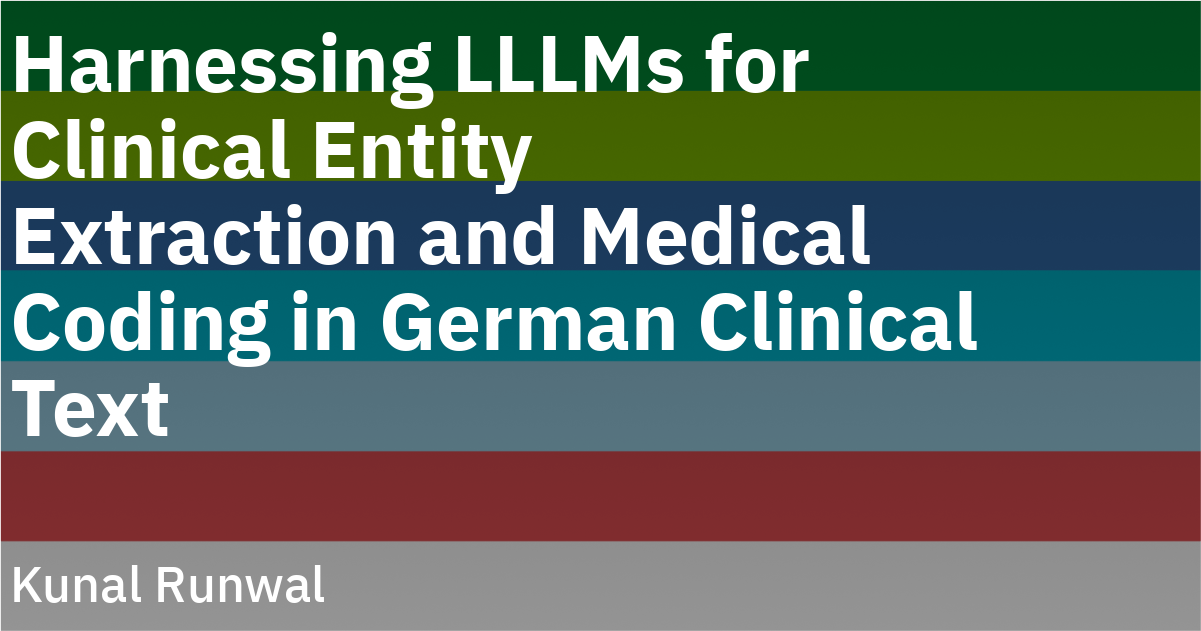 Harnessing LLLMs for
Clinical Entity
Extraction and Medical
Coding in German Clinical
Text
Kunal Runwal